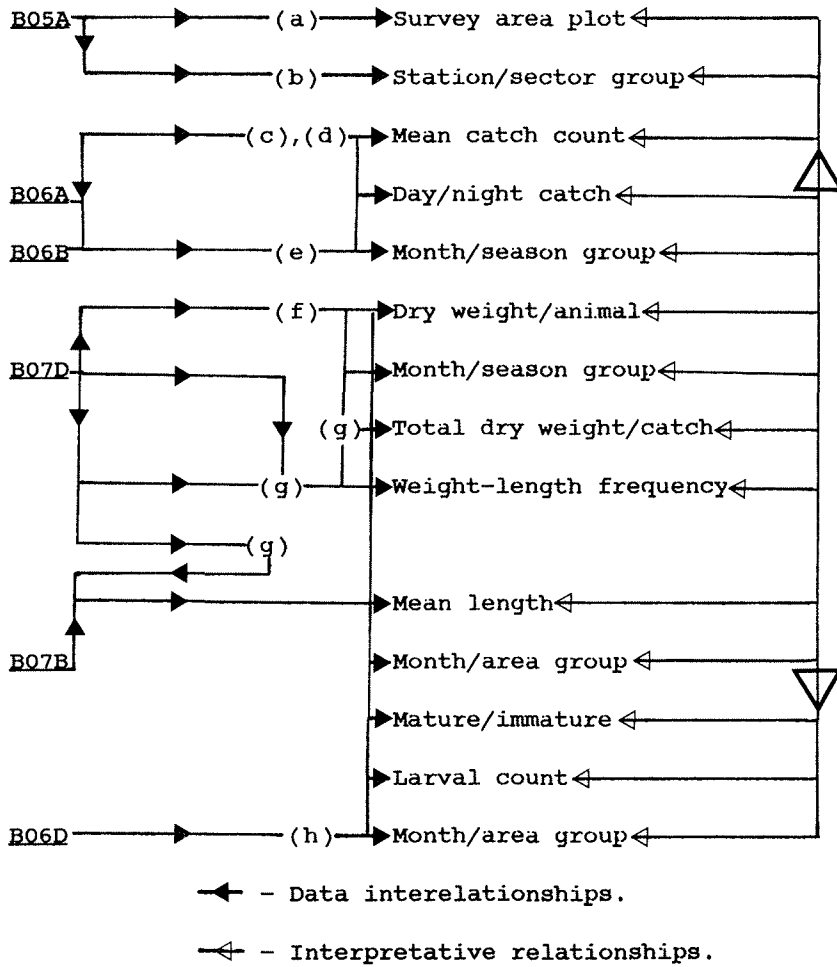 B05A (a) Survey area plot
(b) Station/sector group
(c),(d) Mean catch count
B06A Day/night catch
B06B (e) Month/season group
(f) Dry weight/animal
B07D Month/season group
(g) Total dry weight/catch
(g) Weight-length frequency
(g)
Mean length
B07B Month/area group
Mature/immature
Larval count
B06D (h) Month/area group
- Data interelationships.
- Interpretative relationships.